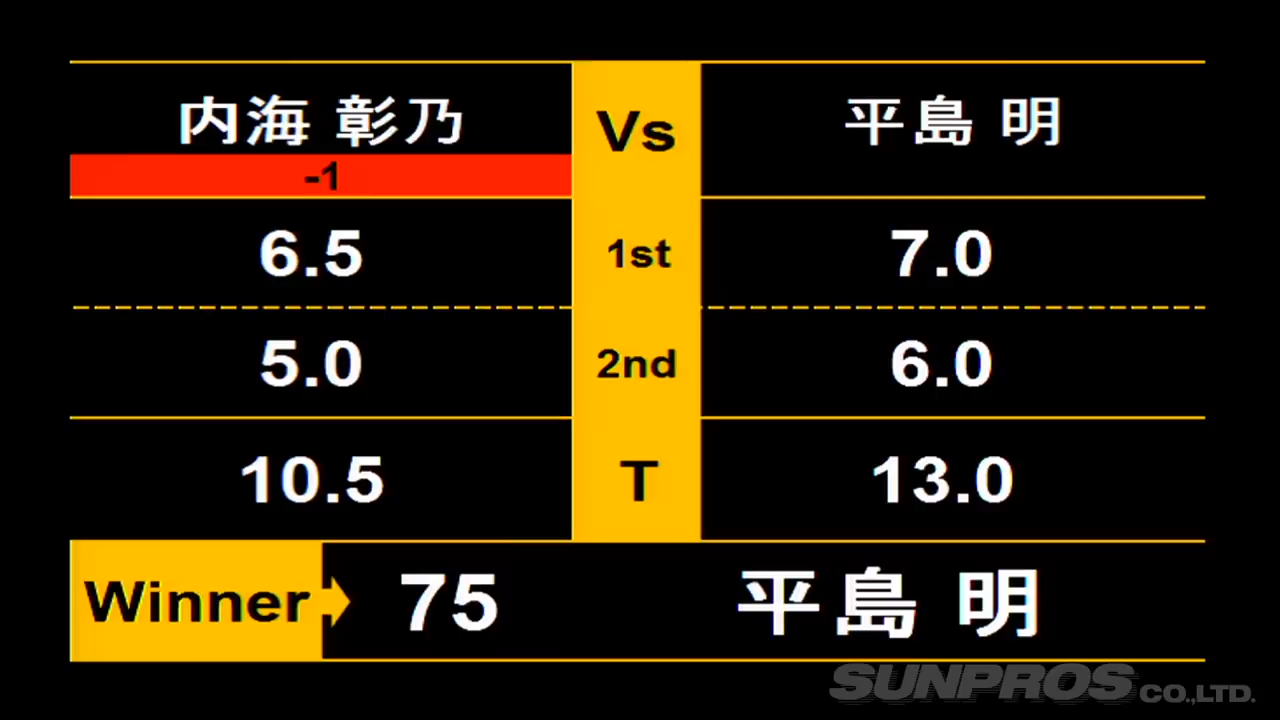 内海 彰乃 Vs 平島 明
-1
6.5 1st 7.0
5.0 2nd 6.0
10.5 T 13.0
Winner 75 平島 明
SUNPROS CO.,LTD.